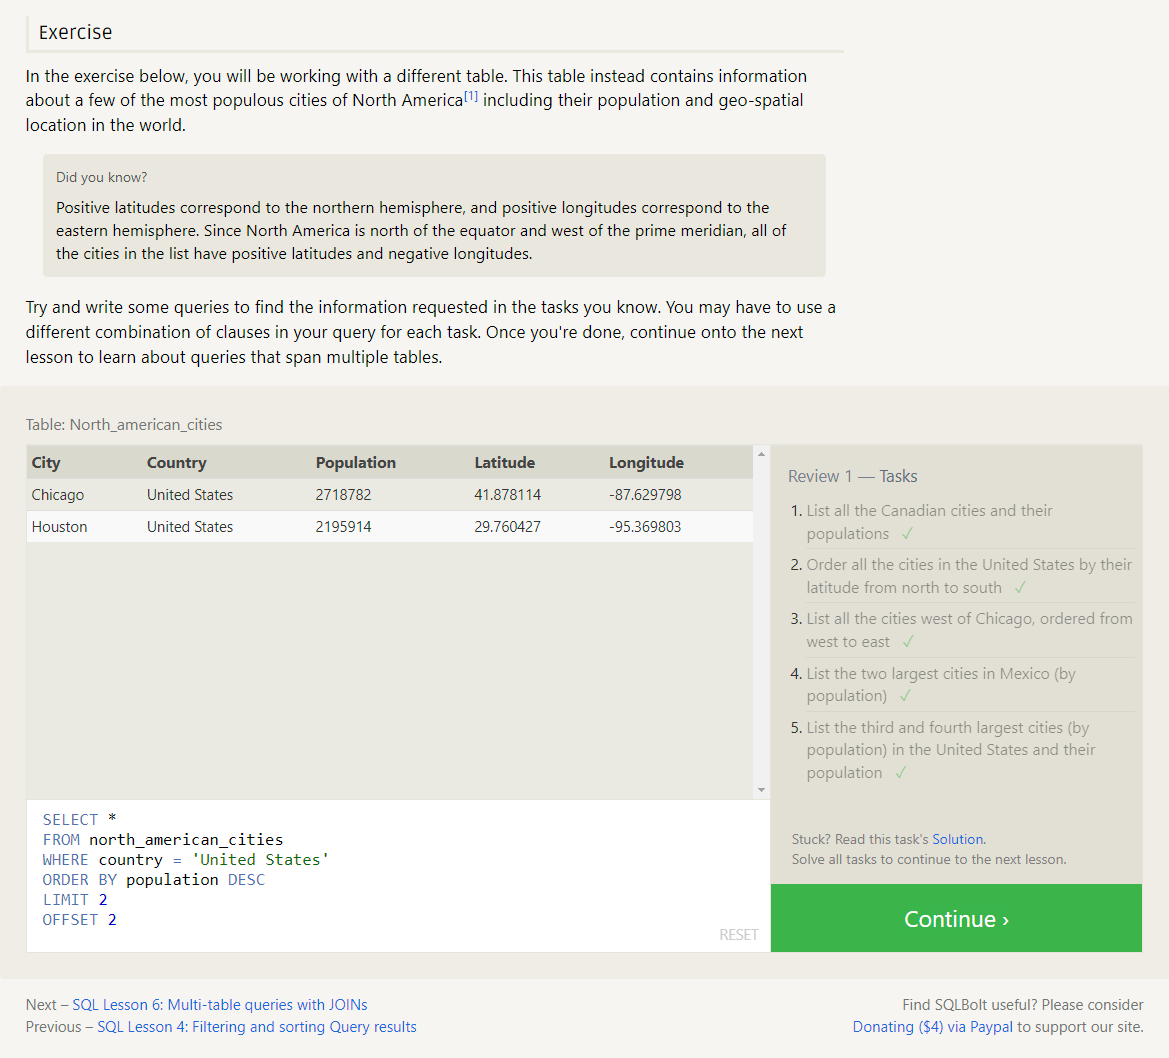 Exercise
In the exercise below, you will be working with a different table. This table instead contains information
about a few of the most populous cities of North America[1] including their population and geo-spatial
location in the world.
Did you know?
Positive latitudes correspond to the northern hemisphere, and positive longitudes correspond to the
eastern hemisphere. Since North America is north of the equator and west of the prime meridian, all of
the cities in the list have positive latitudes and negative longitudes.
Try and write some queries to find the information requested in the tasks you know. You may have to use a
different combination of clauses in your query for each task. Once you're done, continue onto the next
lesson to learn about queries that span multiple tables.
Table: North_american_cities
City Country Population Latitude Longitude
Chicago United States 2718782 41.878114 -87.629798
Houston United States 2195914 29.760427 -95.369803
SELECT *
FROM north_american_cities
WHERE country = 'United States'
ORDER BY population DESC
LIMIT 2
OFFSET 2
RESET
Review 1 — Tasks
1. List all the Canadian cities and their
populations ✓
2. Order all the cities in the United States by their
latitude from north to south ✓
3. List all the cities west of Chicago, ordered from
west to east ✓
4. List the two largest cities in Mexico (by
population) ✓
5. List the third and fourth largest cities (by
population) in the United States and their
population ✓
Stuck? Read this task's Solution.
Solve all tasks to continue to the next lesson.
Continue ›
Next – SQL Lesson 6: Multi-table queries with JOINs
Previous – SQL Lesson 4: Filtering and sorting Query results
Find SQLBolt useful? Please consider
Donating ($4) via Paypal to support our site.